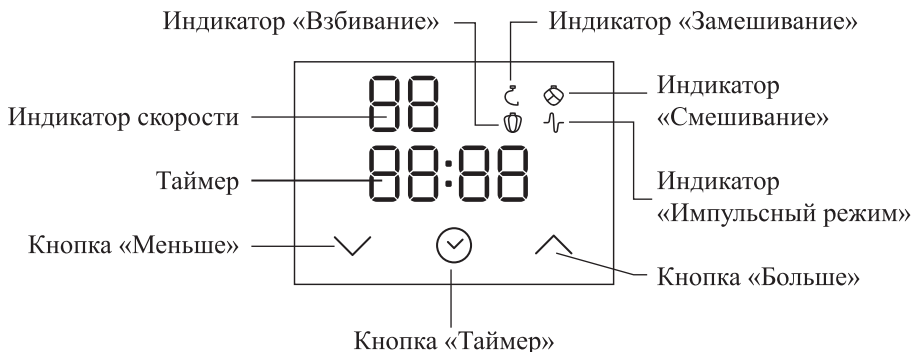 Индикатор «Взбивание»
Индикатор «Замешивание»
88
Индикатор
«Смешивание»
Индикатор скорости
88:88
Таймер
Индикатор
«Импульсный режим»
Кнопка «Меньше»
Кнопка «Больше»
Кнопка «Таймер»